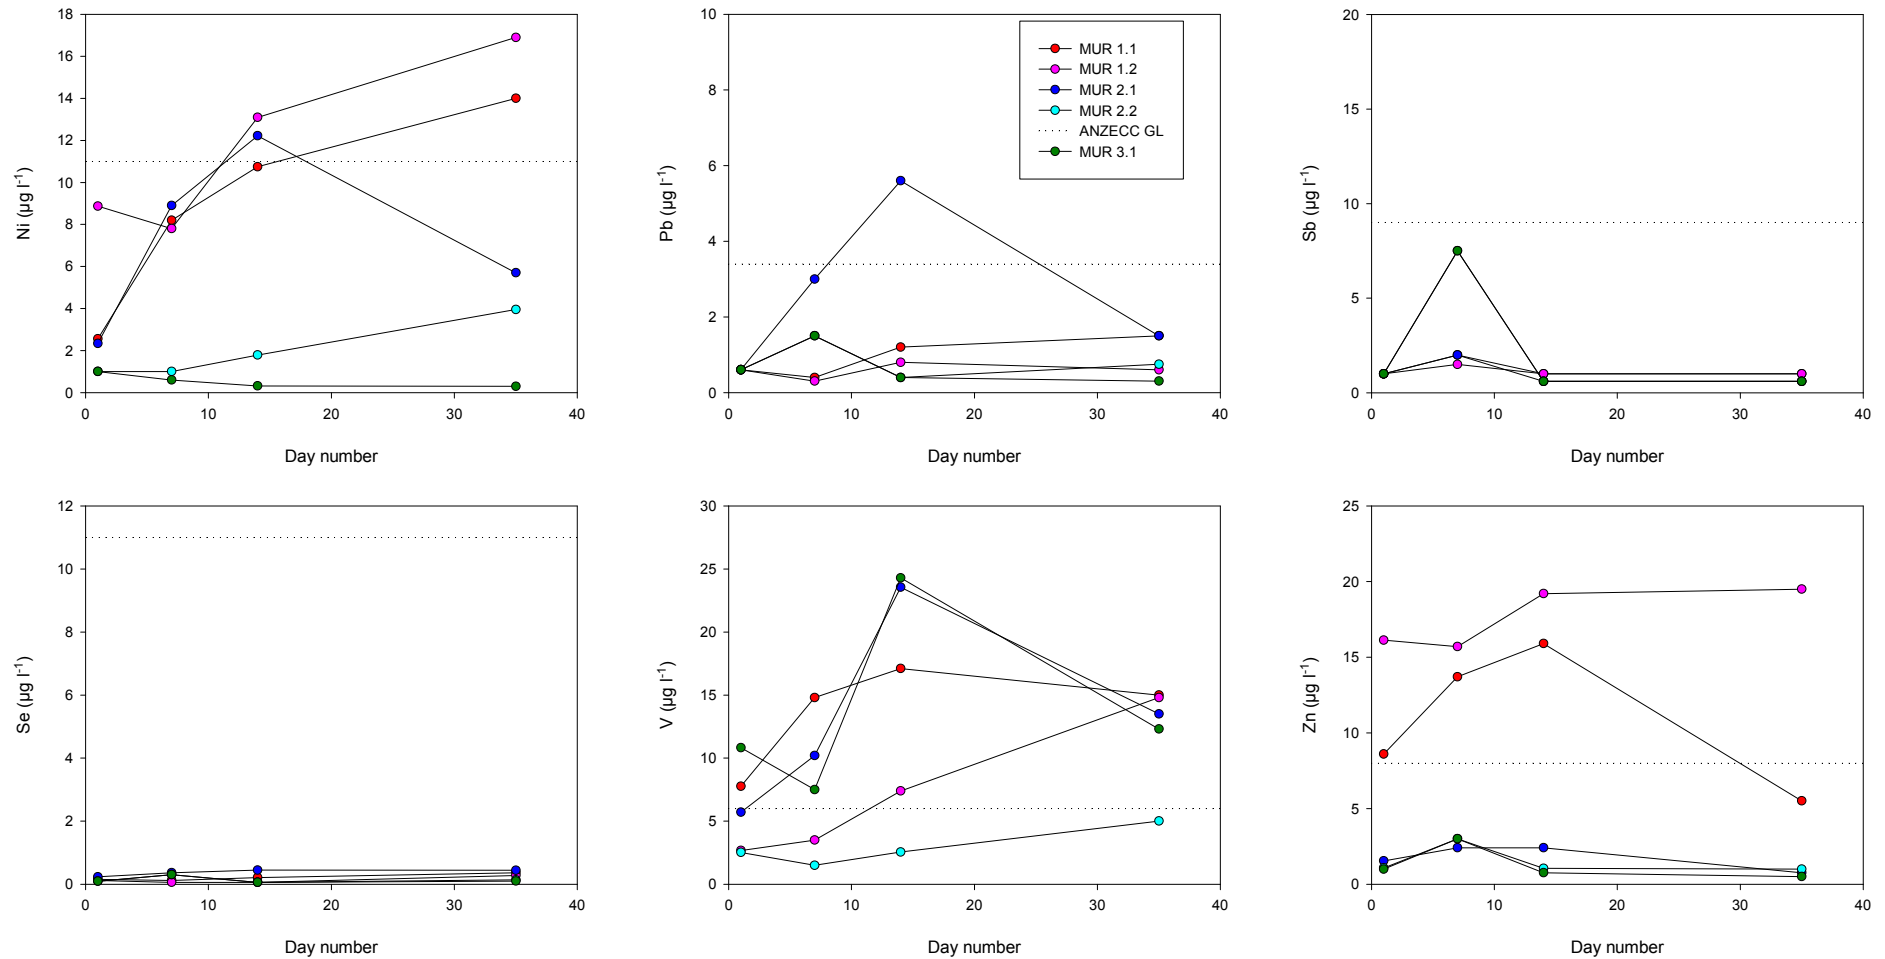 18
16
14
12
10
8
6
4
2
0
0 10 20 30 40
Ni (µg l⁻¹)
Day number
10
8
6
4
2
0
0 10 20 30 40
Pb (µg l⁻¹)
Day number
MUR 1.1
MUR 1.2
MUR 2.1
MUR 2.2
ANZECC GL
MUR 3.1
20
15
10
5
0
0 10 20 30 40
Sb (µg l⁻¹)
Day number
12
10
8
6
4
2
0
0 10 20 30 40
Se (µg l⁻¹)
Day number
30
25
20
15
10
5
0
0 10 20 30 40
V (µg l⁻¹)
Day number
25
20
15
10
5
0
0 10 20 30 40
Zn (µg l⁻¹)
Day number